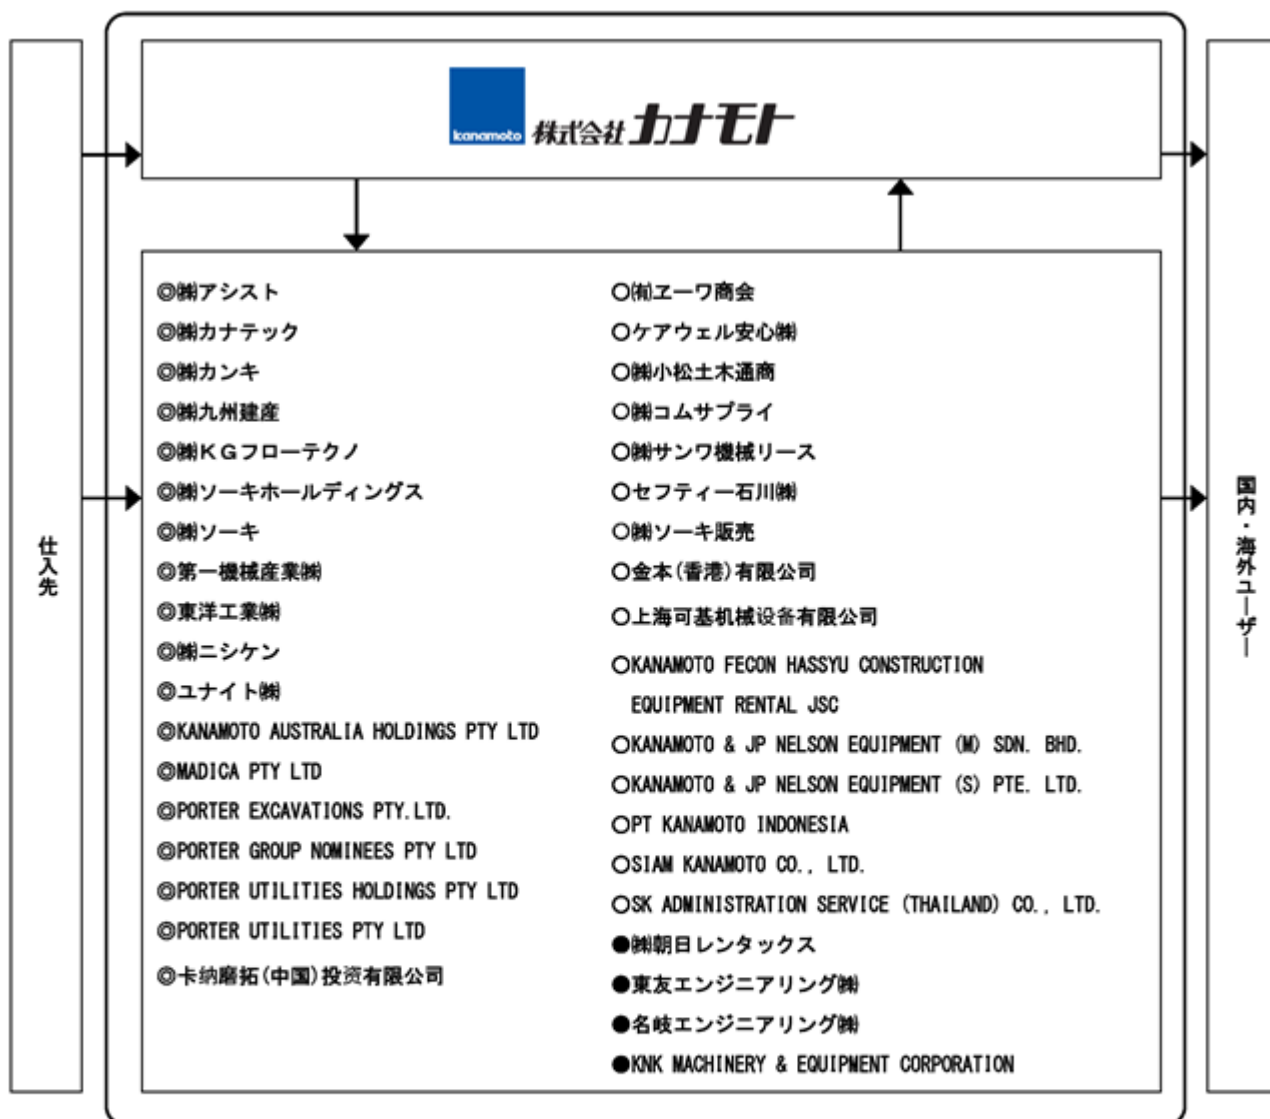 kanamoto 株式会社 カナモト
◎㈱アシスト
◎㈱カナテック
◎㈱カンキ
◎㈱九州建産
◎㈱ＫＧフローテクノ
◎㈱ソーキホールディングス
◎㈱ソーキ
◎第一機械産業㈱
◎東洋工業㈱
◎㈱ニシケン
◎ユナイト㈱
◎KANAMOTO AUSTRALIA HOLDINGS PTY LTD
◎MADICA PTY LTD
◎PORTER EXCAVATIONS PTY.LTD.
◎PORTER GROUP NOMINEES PTY LTD
◎PORTER UTILITIES HOLDINGS PTY LTD
◎PORTER UTILITIES PTY LTD
◎卡纳磨拓(中国)投资有限公司
○㈲ヱーワ商会
○ケアウェル安心㈱
○㈱小松土木通商
○㈱コムサプライ
○㈱サンワ機械リース
○セフティー石川㈱
○㈱ソーキ販売
○金本(香港)有限公司
○上海可基机械设备有限公司
○KANAMOTO FECON HASSYU CONSTRUCTION
EQUIPMENT RENTAL JSC
○KANAMOTO & JP NELSON EQUIPMENT (M) SDN. BHD.
○KANAMOTO & JP NELSON EQUIPMENT (S) PTE. LTD.
○PT KANAMOTO INDONESIA
○SIAM KANAMOTO CO., LTD.
○SK ADMINISTRATION SERVICE (THAILAND) CO., LTD.
●㈱朝日レンタックス
●東友エンジニアリング㈱
●名岐エンジニアリング㈱
●KNK MACHINERY & EQUIPMENT CORPORATION
仕入先
国内・海外ユーザー